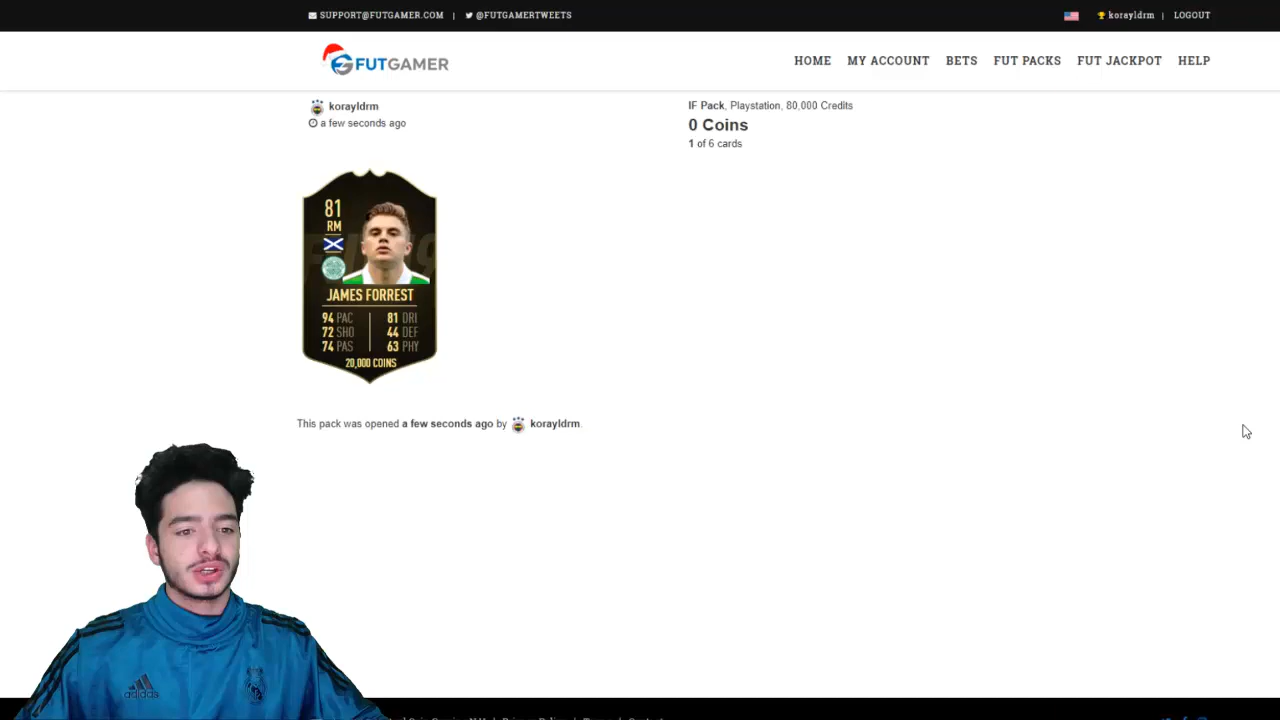 SUPPORT@FUTGAMER.COM | @FUTGAMERTWEETS
korayldrm | LOGOUT
FUTGAMER
HOME MY ACCOUNT BETS FUT PACKS FUT JACKPOT HELP
korayldrm
a few seconds ago
IF Pack, Playstation, 80,000 Credits
0 Coins
1 of 6 cards
81
RM
JAMES FORREST
94 PAC 81 DRI
72 SHO 44 DEF
74 PAS 63 PHY
20,000 COINS
This pack was opened a few seconds ago by korayldrm.
adidas